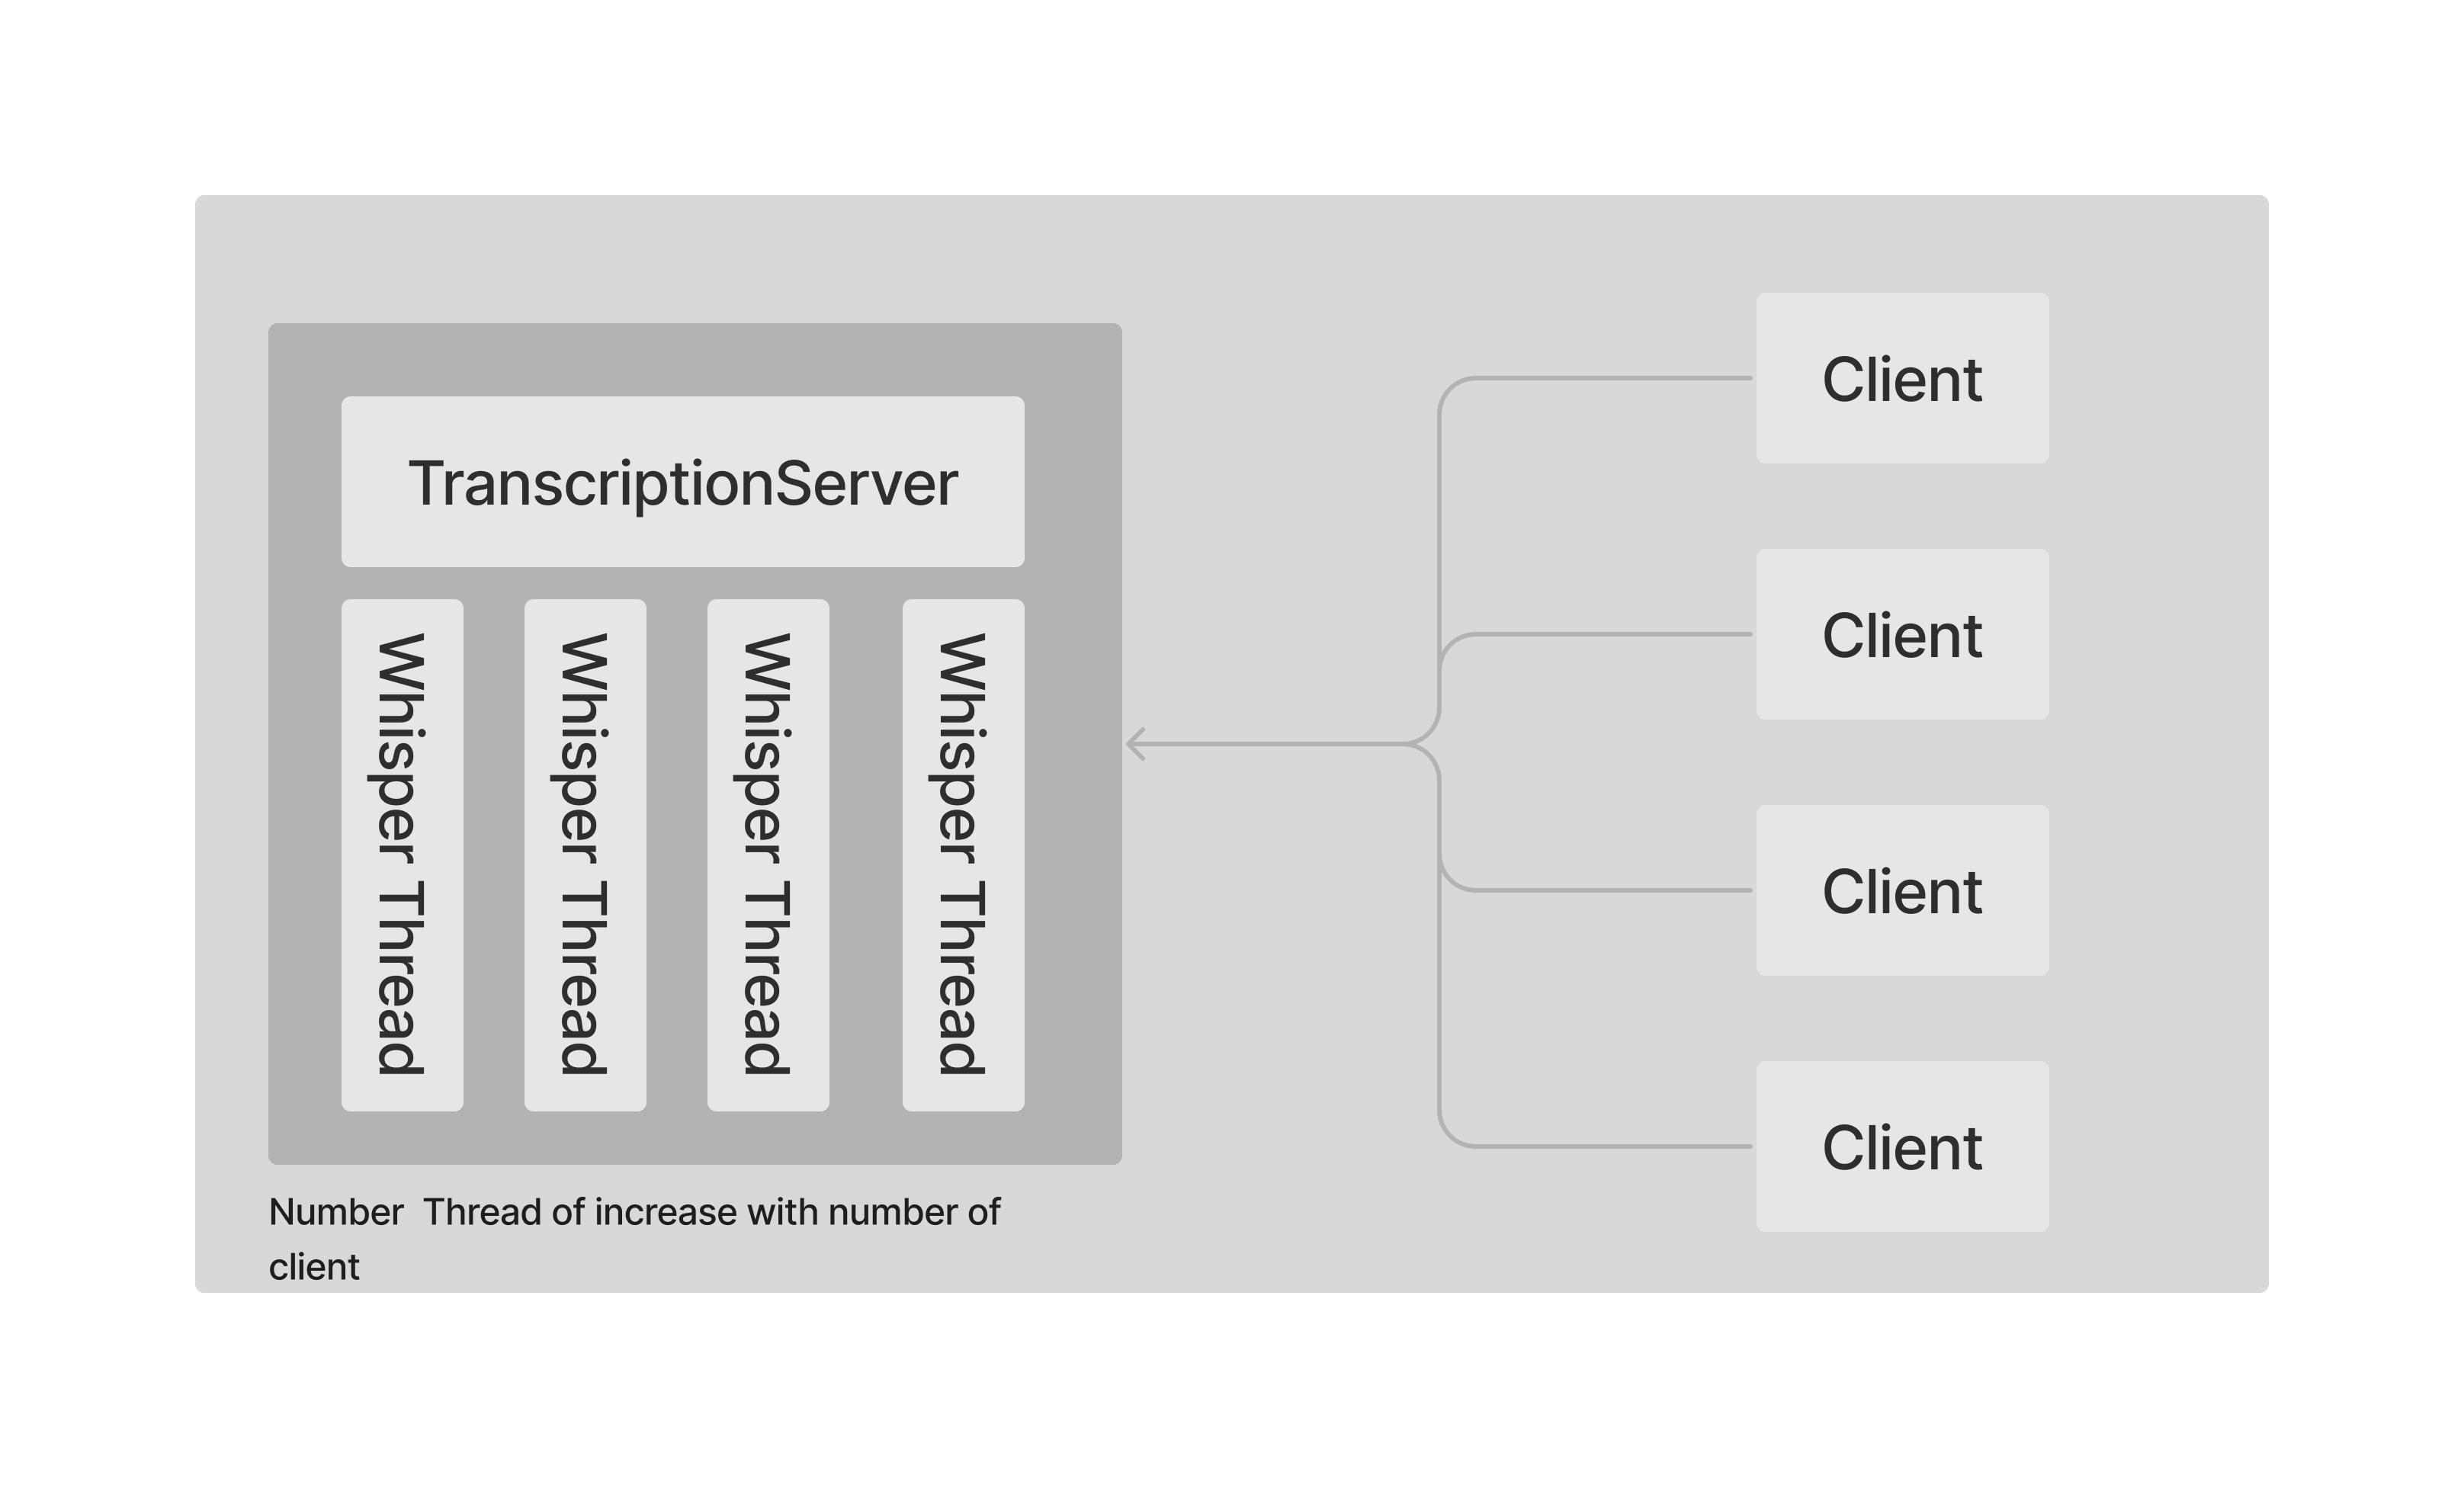 TranscriptionServer
Whisper Thread
Whisper Thread
Whisper Thread
Whisper Thread
Number  Thread of increase with number of
client
Client
Client
Client
Client